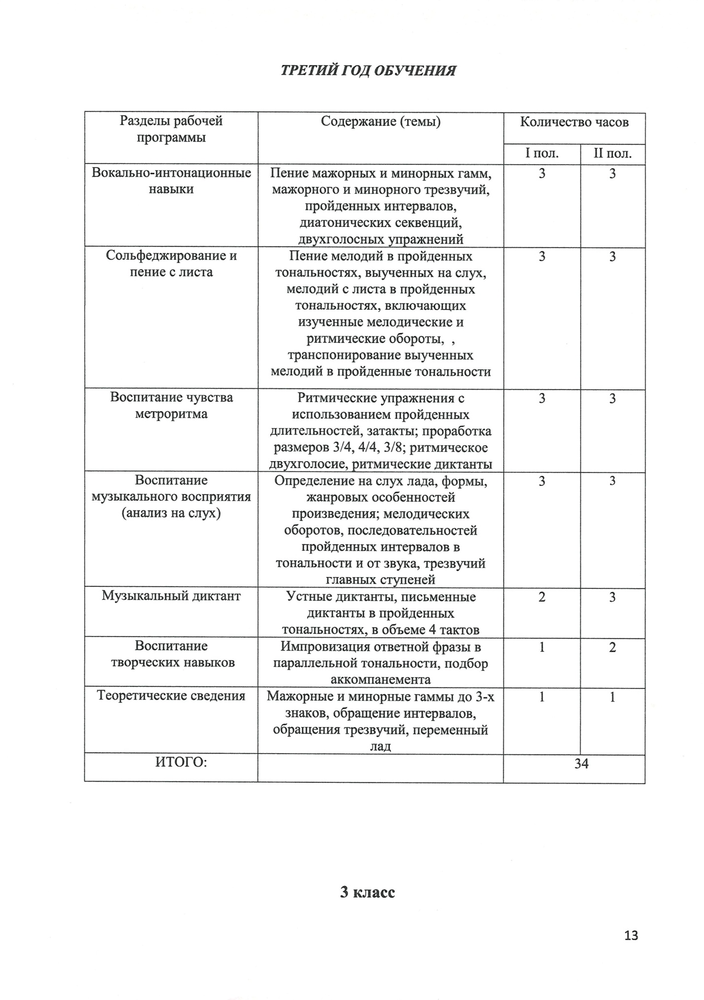 ТРЕТИЙ ГОД ОБУЧЕНИЯ
Разделы рабочей
программы
Содержание (темы)
Количество часов
I пол.
II пол.
Вокально-интонационные
навыки
Пение мажорных и минорных гамм,
мажорного и минорного трезвучий,
пройденных интервалов,
диатонических секвенций,
двухголосных упражнений
3
3
Сольфеджирование и
пение с листа
Пение мелодий в пройденных
тональностях, выученных на слух,
мелодий с листа в пройденных
тональностях, включающих
изученные мелодические и
ритмические обороты,  ,
транспонирование выученных
мелодий в пройденные тональности
3
3
Воспитание чувства
метроритма
Ритмические упражнения с
использованием пройденных
длительностей, затакты; проработка
размеров 3/4, 4/4, 3/8; ритмическое
двухголосие, ритмические диктанты
3
3
Воспитание
музыкального восприятия
(анализ на слух)
Определение на слух лада, формы,
жанровых особенностей
произведения; мелодических
оборотов, последовательностей
пройденных интервалов в
тональности и от звука, трезвучий
главных ступеней
3
3
Музыкальный диктант
Устные диктанты, письменные
диктанты в пройденных
тональностях, в объеме 4 тактов
2
3
Воспитание
творческих навыков
Импровизация ответной фразы в
параллельной тональности, подбор
аккомпанемента
1
2
Теоретические сведения
Мажорные и минорные гаммы до 3-х
знаков, обращение интервалов,
обращения трезвучий, переменный
лад
1
1
ИТОГО:
34
3 класс
13